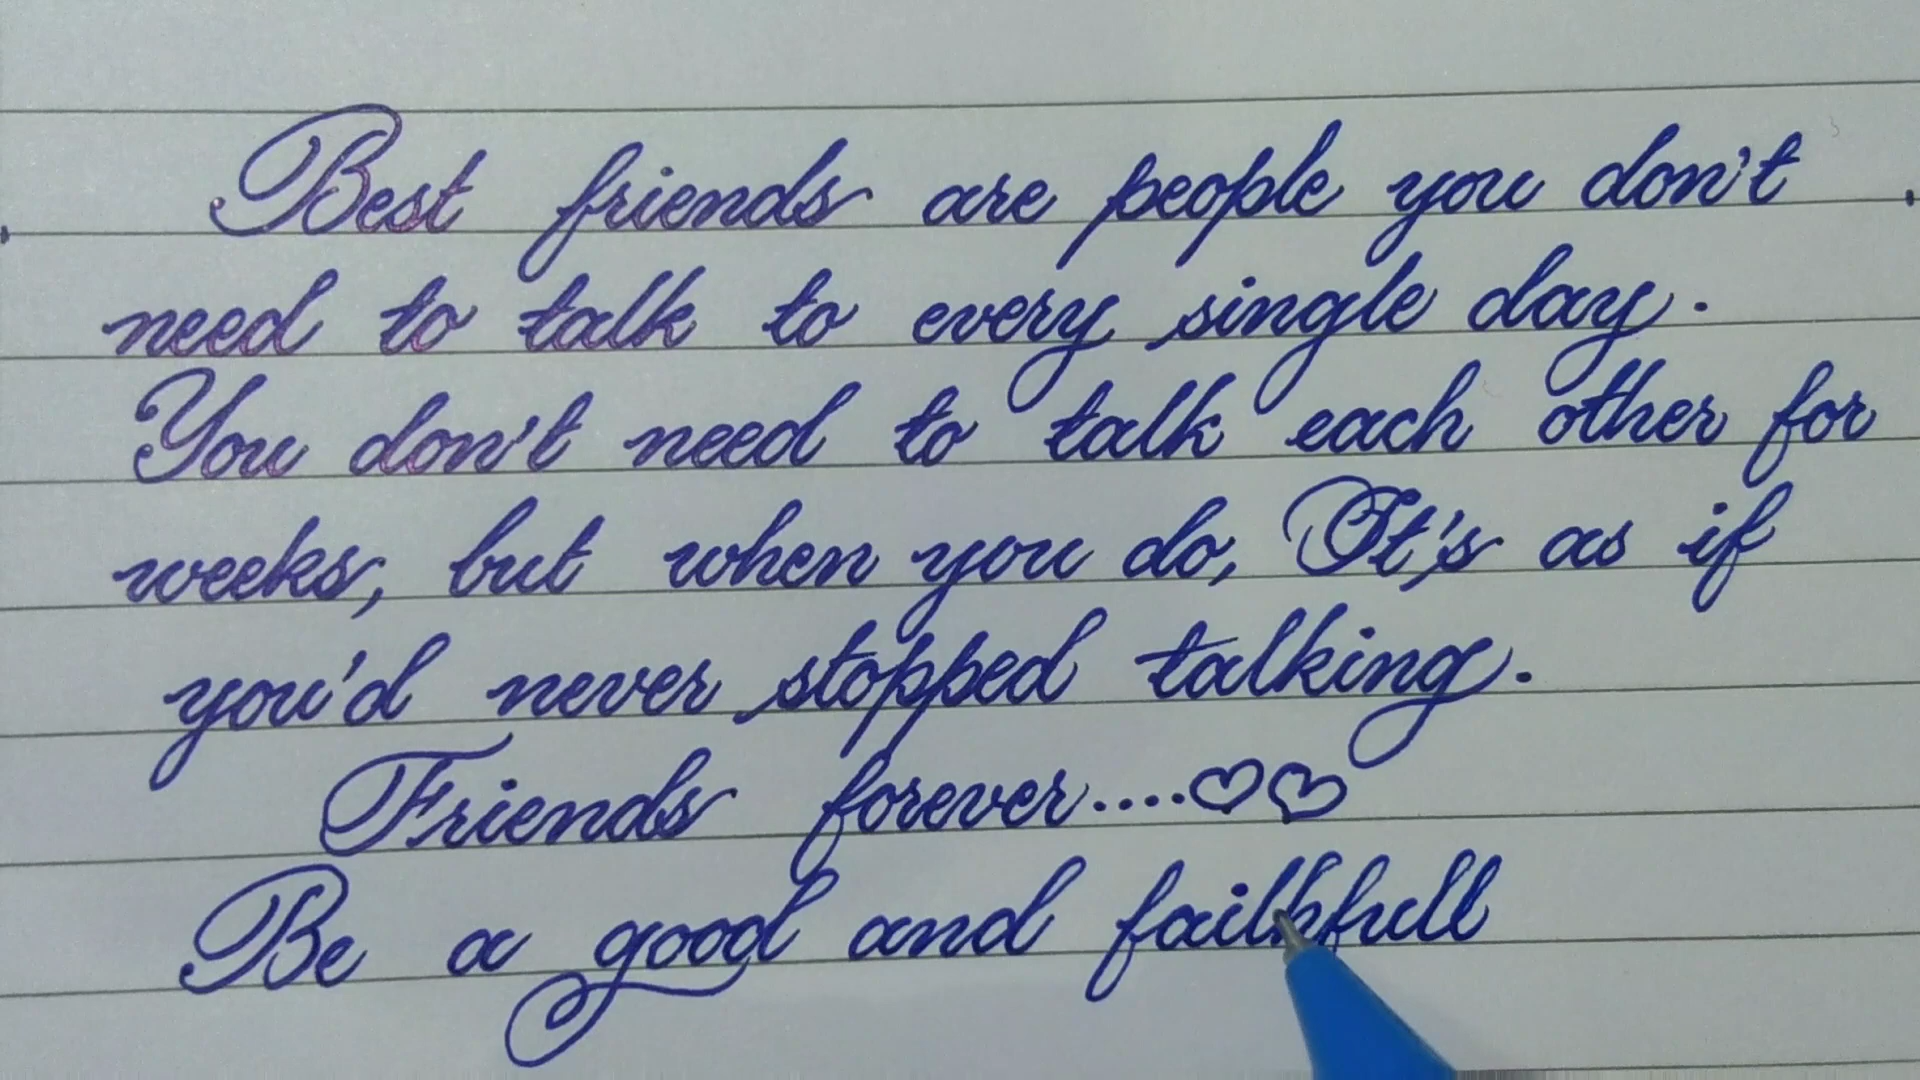 Best friends are people you don't
need to talk to every single day.
You don't need to talk each other for
weeks, but when you do, It's as if
you'd never stopped talking.
Friends forever....♡♡
Be a good and faithfull